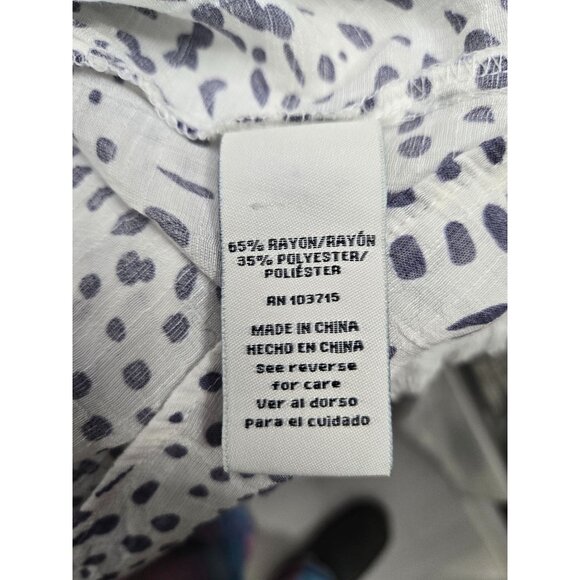 65% RAYON/RAYÓN
35% POLYESTER/
POLIÉSTER
RN 103715
MADE IN CHINA
HECHO EN CHINA
See reverse
for care
Ver al dorso
Para el cuidado